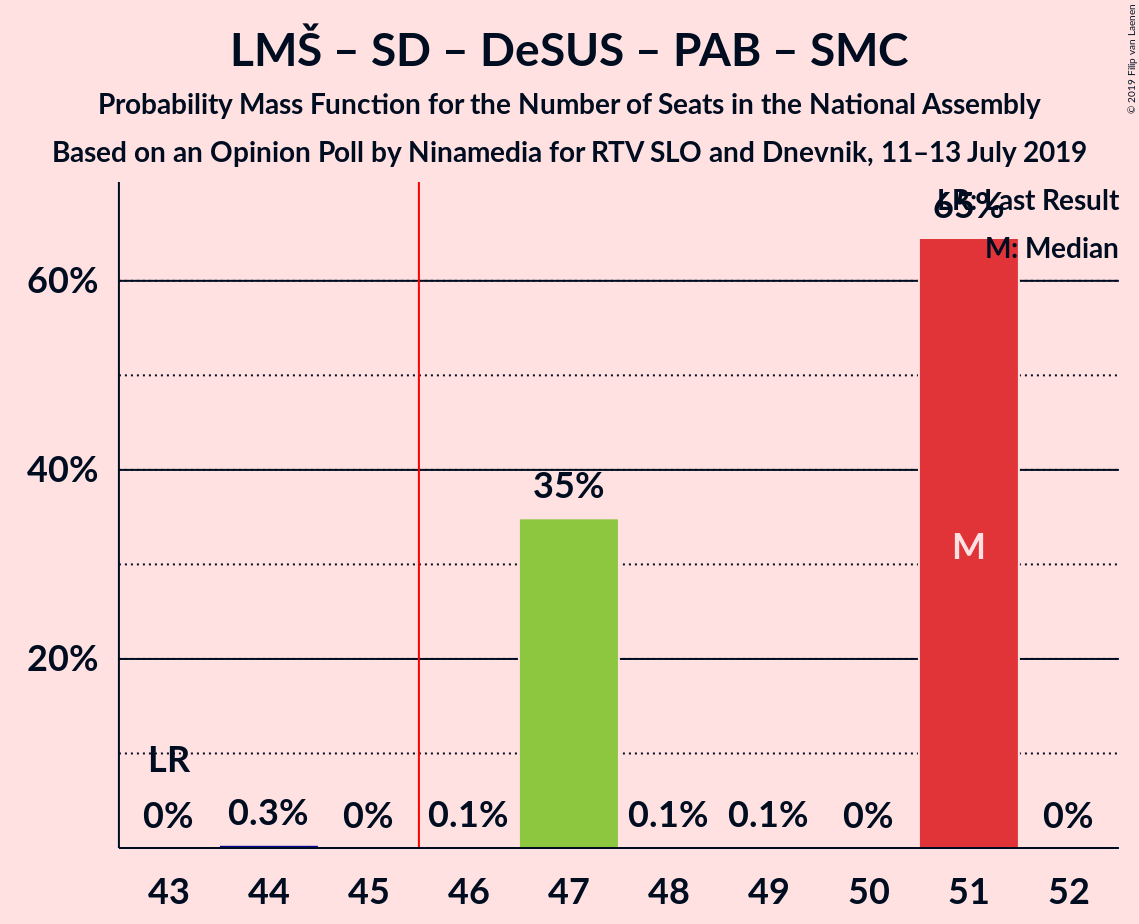 LMŠ – SD – DeSUS – PAB – SMC
Probability Mass Function for the Number of Seats in the National Assembly
Based on an Opinion Poll by Ninamedia for RTV SLO and Dnevnik, 11–13 July 2019
© 2019 Filip van Laenen
LR: Last Result
M: Median
65%
60%
40%
20%
35%
M
LR
0%
0.3%
0%
0.1%
0.1%
0.1%
0%
0%
43 44 45 46 47 48 49 50 51 52